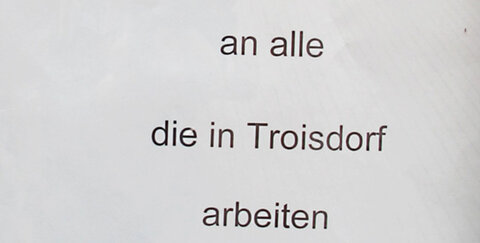 an alle
die in Troisdorf
arbeiten